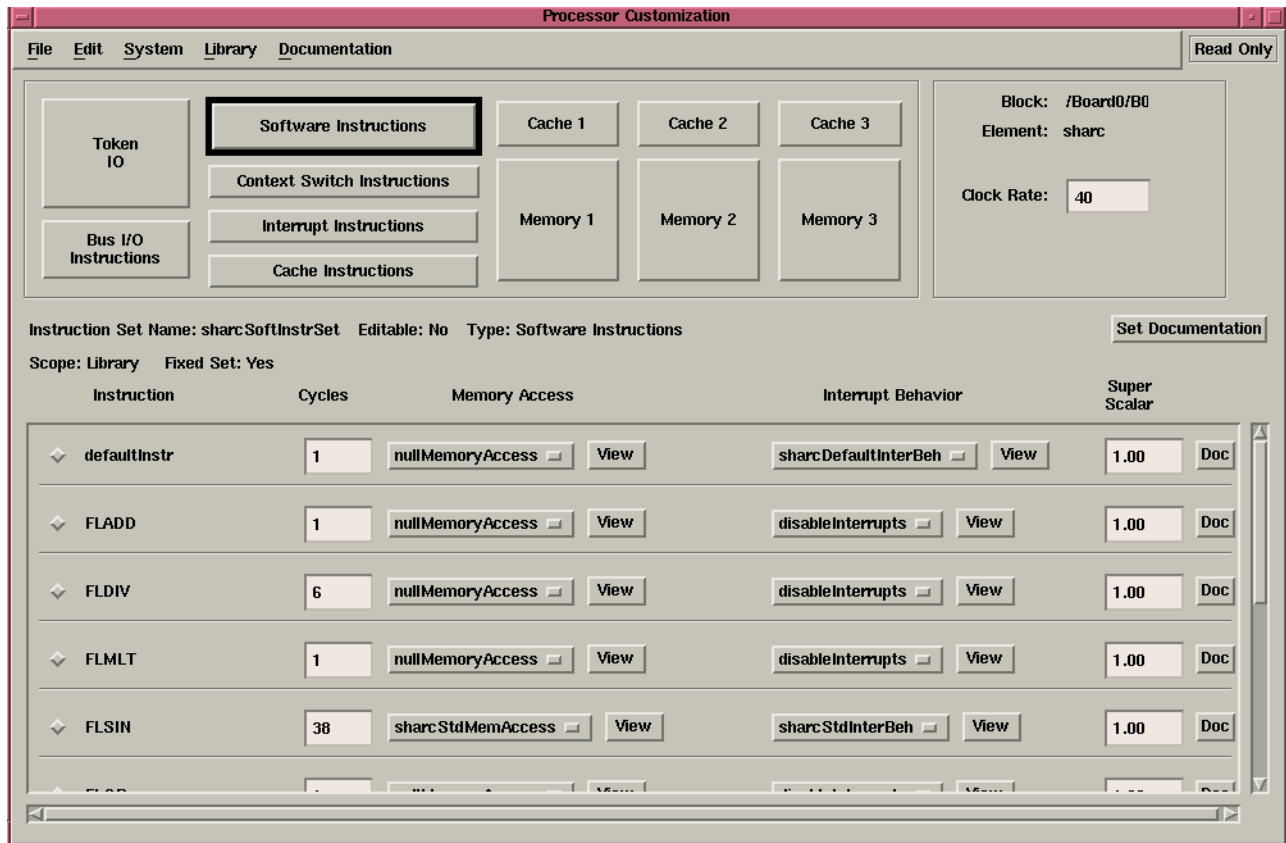 Processor Customization
File Edit System Library Documentation Read Only
Token
IO
Software Instructions
Context Switch Instructions
Interrupt Instructions
Cache Instructions
Bus I/O
Instructions
Cache 1 Cache 2 Cache 3
Memory 1 Memory 2 Memory 3
Block: /Board0/B0
Element: sharc
Clock Rate: 40
Instruction Set Name: sharcSoftInstrSet Editable: No Type: Software Instructions
Set Documentation
Scope: Library Fixed Set: Yes
Instruction Cycles Memory Access Interrupt Behavior Super
Scalar
defaultInstr 1 nullMemoryAccess View sharcDefaultInterBeh View 1.00 Doc
FLADD 1 nullMemoryAccess View disableInterrupts View 1.00 Doc
FLDIV 6 nullMemoryAccess View disableInterrupts View 1.00 Doc
FLMLT 1 nullMemoryAccess View disableInterrupts View 1.00 Doc
FLSIN 38 sharcStdMemAccess View sharcStdInterBeh View 1.00 Doc